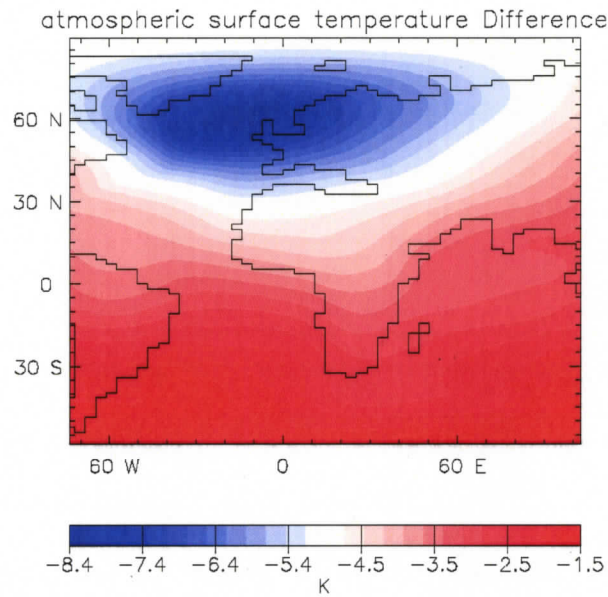 atmospheric surface temperature Difference
60 N
30 N
0
30 S
60 W 0 60 E
−8.4 −7.4 −6.4 −5.4 −4.5 −3.5 −2.5 −1.5
K